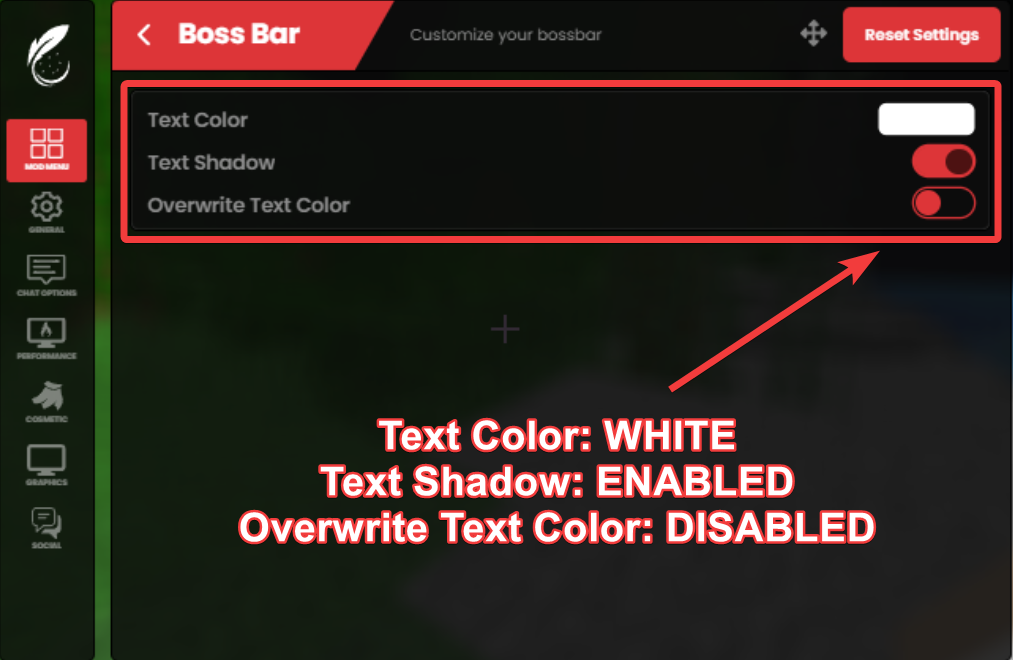 Boss Bar
Customize your bossbar
Reset Settings
MOD MENU
GENERAL
CHAT OPTIONS
PERFORMANCE
COSMETIC
GRAPHICS
SOCIAL
Text Color
Text Shadow
Overwrite Text Color
Text Color: WHITE
Text Shadow: ENABLED
Overwrite Text Color: DISABLED